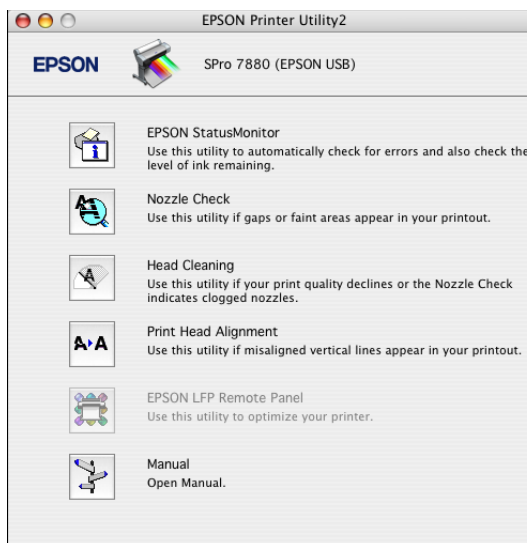 EPSON Printer Utility2
EPSON
SPro 7880 (EPSON USB)
EPSON StatusMonitor
Use this utility to automatically check for errors and also check the
level of ink remaining.
Nozzle Check
Use this utility if gaps or faint areas appear in your printout.
Head Cleaning
Use this utility if your print quality declines or the Nozzle Check
indicates clogged nozzles.
A A
Print Head Alignment
Use this utility if misaligned vertical lines appear in your printout.
EPSON LFP Remote Panel
Use this utility to optimize your printer.
Manual
Open Manual.